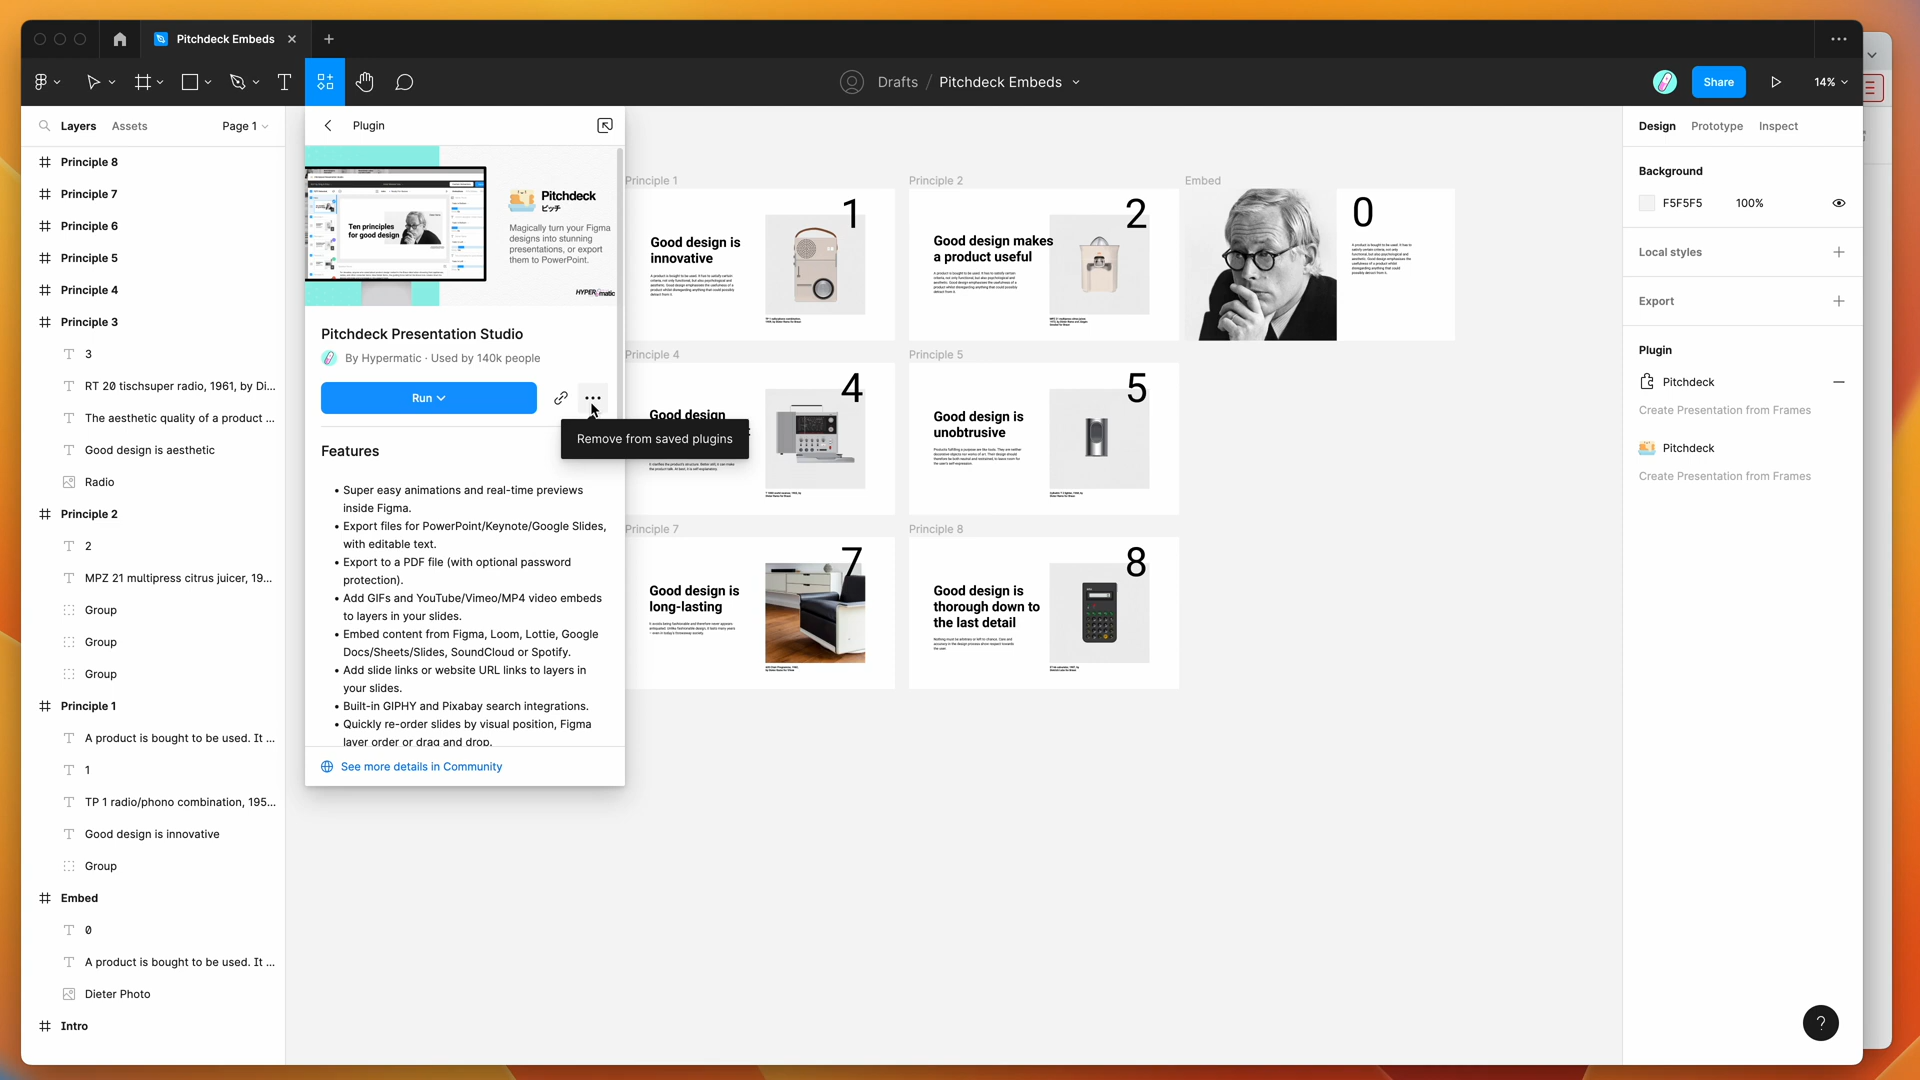 Pitchdeck Embeds
Drafts / Pitchdeck Embeds
Share
14%
Layers
Assets
Page 1
Principle 8
Principle 7
Principle 6
Principle 5
Principle 4
Principle 3
3
RT 20 tischsuper radio, 1961, by Di...
The aesthetic quality of a product ...
Good design is aesthetic
Radio
Principle 2
2
MPZ 21 multipress citrus juicer, 19...
Group
Group
Group
Principle 1
A product is bought to be used. It ...
1
TP 1 radio/phono combination, 195...
Good design is innovative
Group
Embed
0
A product is bought to be used. It ...
Dieter Photo
Intro
Plugin
Ten principles
for good design
Pitchdeck
ピッチ
Magically turn your Figma
designs into stunning
presentations, or export
them to PowerPoint.
HYPERmatic
Pitchdeck Presentation Studio
By Hypermatic · Used by 140k people
Run
Remove from saved plugins
Features
• Super easy animations and real-time previews
inside Figma.
• Export files for PowerPoint/Keynote/Google Slides,
with editable text.
• Export to a PDF file (with optional password
protection).
• Add GIFs and YouTube/Vimeo/MP4 video embeds
to layers in your slides.
• Embed content from Figma, Loom, Lottie, Google
Docs/Sheets/Slides, SoundCloud or Spotify.
• Add slide links or website URL links to layers in
your slides.
• Built-in GIPHY and Pixabay search integrations.
• Quickly re-order slides by visual position, Figma
layer order or drag and drop.
See more details in Community
Principle 1
1
Good design is
innovative
Principle 2
2
Good design makes
a product useful
Embed
0
Principle 4
4
Good design
Principle 5
5
Good design is
unobtrusive
Principle 7
7
Good design is
long-lasting
Principle 8
8
Good design is
thorough down to
the last detail
Design
Prototype
Inspect
Background
F5F5F5
100%
Local styles
Export
Plugin
Pitchdeck
Create Presentation from Frames
Pitchdeck
Create Presentation from Frames
?